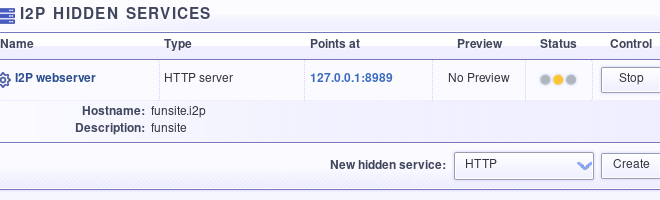 I2P HIDDEN SERVICES
Name Type Points at Preview Status Control
I2P webserver HTTP server 127.0.0.1:8989 No Preview Stop
Hostname: funsite.i2p
Description: funsite
New hidden service: HTTP Create